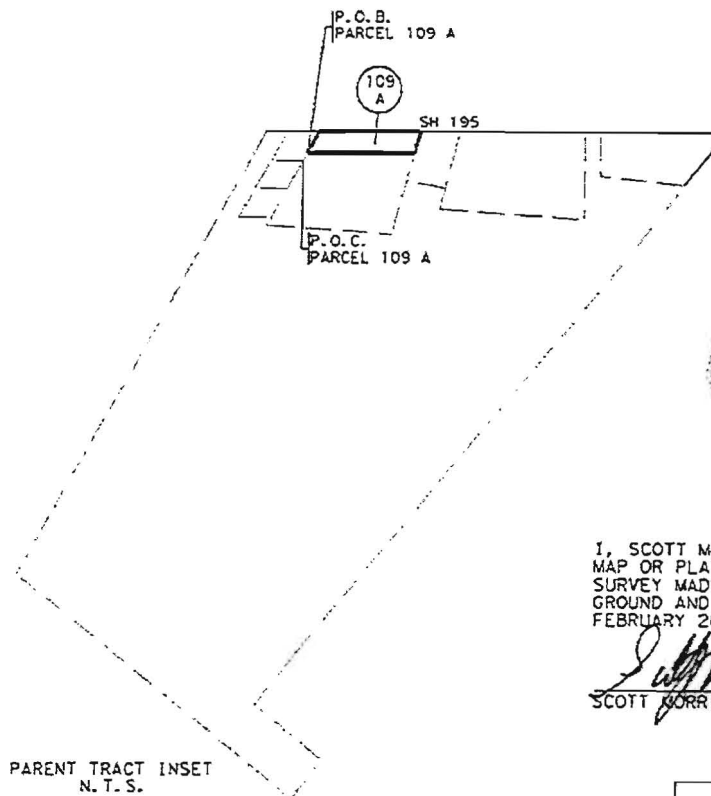 P.O.B.
PARCEL 109 A
109
A
SH 195
P.O.C.
PARCEL 109 A
I, SCOTT M
MAP OR PLA
SURVEY MAD
GROUND AND
FEBRUARY 2
SCOTT MORR
PARENT TRACT INSET
N.T.S.